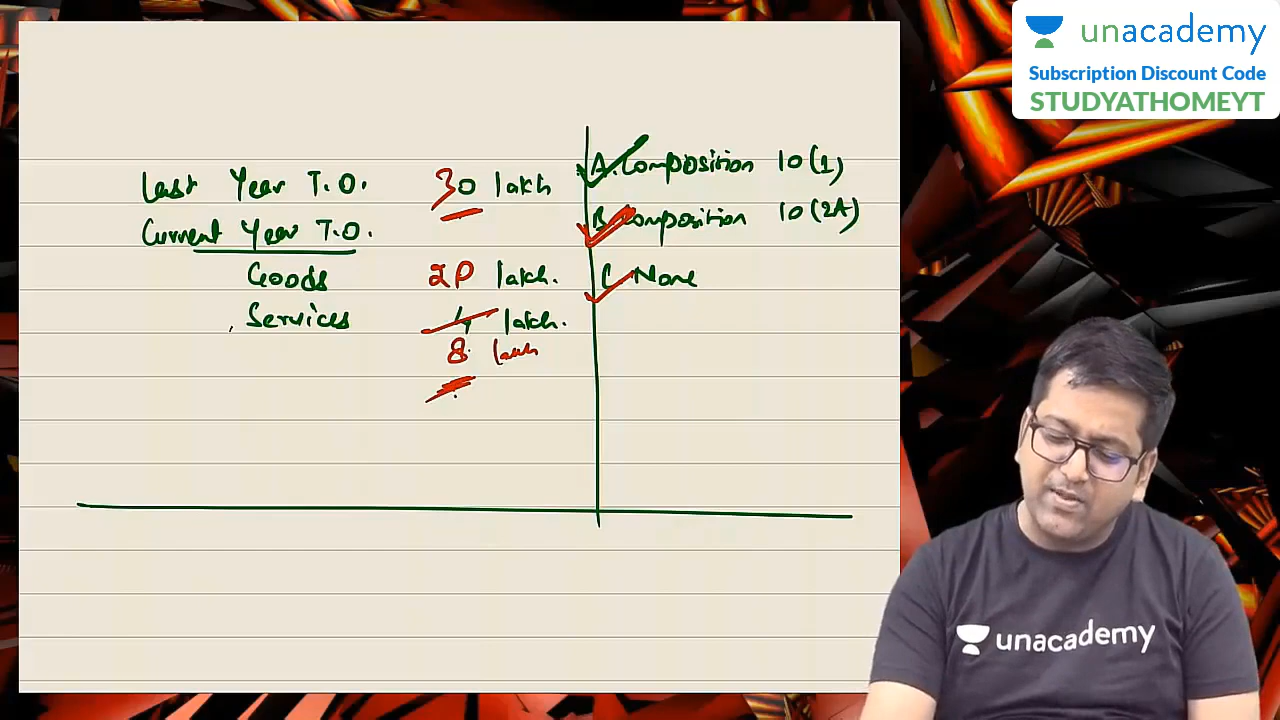 unacademy
Subscription Discount Code
STUDYATHOMEYT
Last Year T.O. 30 lakh
Current Year T.O.
Goods 20 lakh.
Services 4 lakh.
8 lakh
A. Composition 10(1)
B. Composition 10(2A)
C. None
unacademy